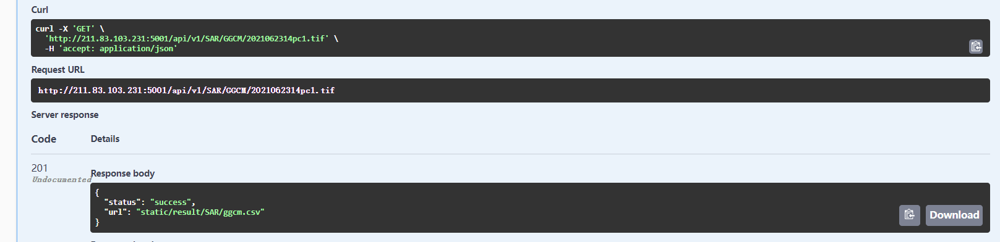 Curl
curl -X 'GET' \
'http://211.83.103.231:5001/api/v1/SAR/GGCM/2021062314pc1.tif' \
-H 'accept: application/json'
Request URL
http://211.83.103.231:5001/api/v1/SAR/GGCM/2021062314pc1.tif
Server response
Code Details
201
Undocumented
Response body
{
"status": "success",
"url": "static/result/SAR/ggcm.csv"
}
Download